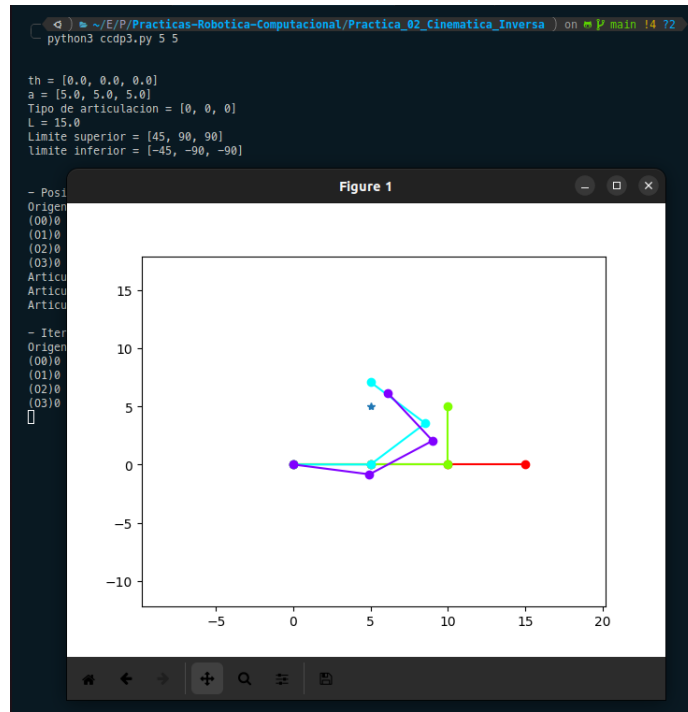 ~/E/P/Practicas-Robotica-Computacional/Practica_02_Cinematica_Inversa ) on main !4 ?2
python3 ccdp3.py 5 5
th = [0.0, 0.0, 0.0]
a = [5.0, 5.0, 5.0]
Tipo de articulacion = [0, 0, 0]
L = 15.0
Limite superior = [45, 90, 90]
limite inferior = [-45, -90, -90]
- Posi
Origen
(O0)0
(O1)0
(O2)0
(O3)0
Articu
Articu
Articu
- Iter
Origen
(O0)0
(O1)0
(O2)0
(O3)0
Figure 1
15
10
5
0
−5
−10
−5 0 5 10 15 20